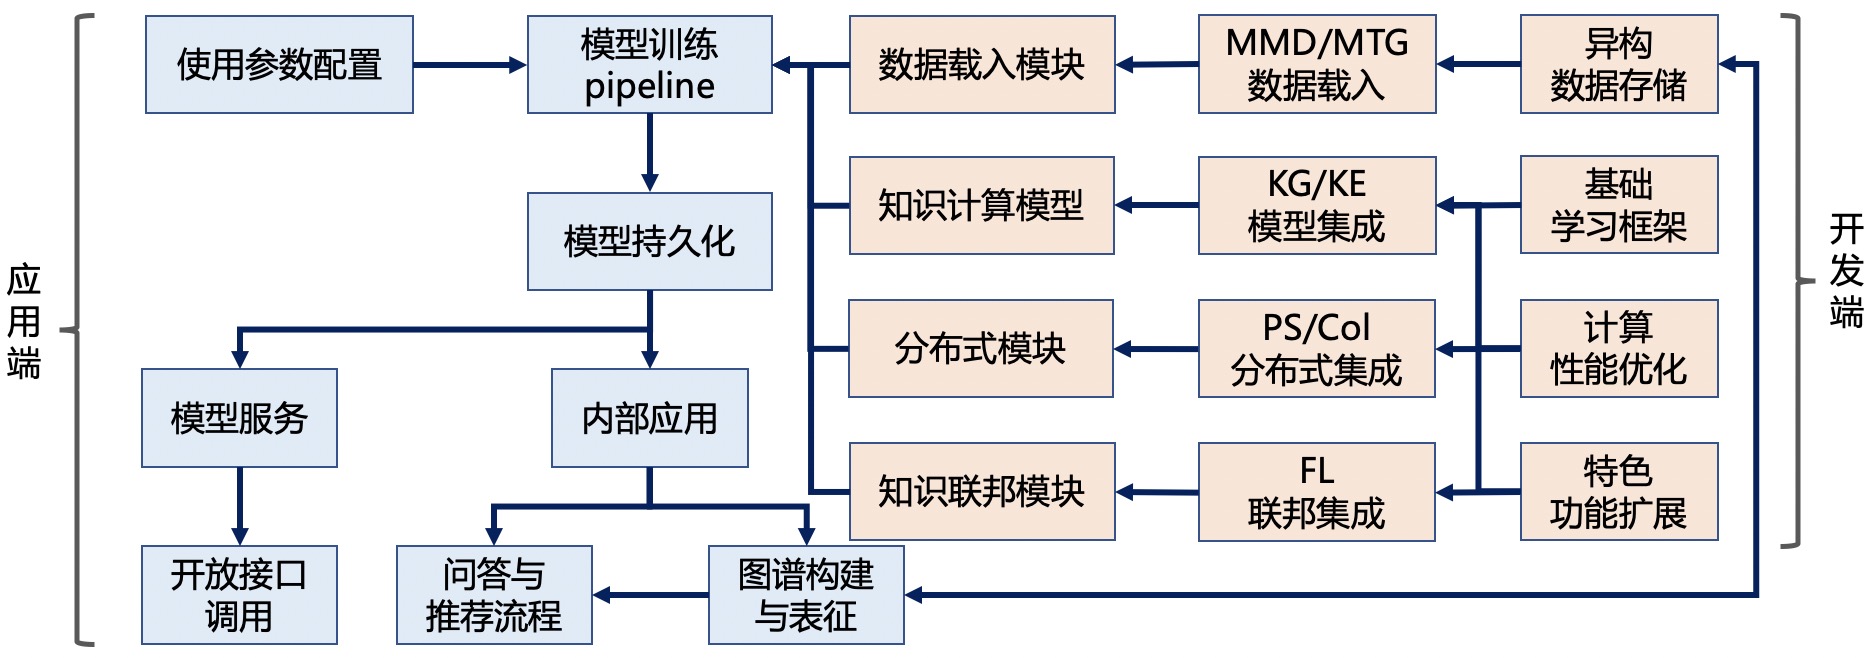 应
用
端
使用参数配置
模型训练
pipeline
数据载入模块
MMD/MTG
数据载入
异构
数据存储
模型持久化
知识计算模型
KG/KE
模型集成
基础
学习框架
分布式模块
PS/Col
分布式集成
计算
性能优化
模型服务
内部应用
知识联邦模块
FL
联邦集成
特色
功能扩展
开放接口
调用
问答与
推荐流程
图谱构建
与表征
开
发
端